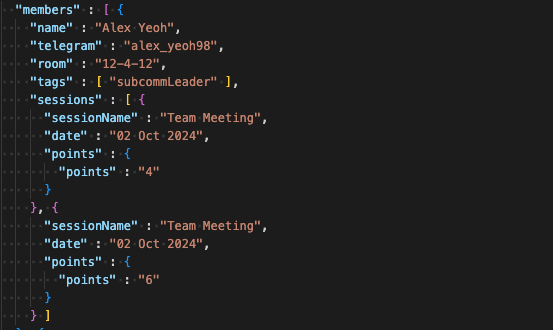 "members" : [ {
"name" : "Alex Yeoh",
"telegram" : "alex_yeoh98",
"room" : "12-4-12",
"tags" : [ "subcommLeader" ],
"sessions" : [ {
"sessionName" : "Team Meeting",
"date" : "02 Oct 2024",
"points" : {
"points" : "4"
}
}, {
"sessionName" : "Team Meeting",
"date" : "02 Oct 2024",
"points" : {
"points" : "6"
}
} ]